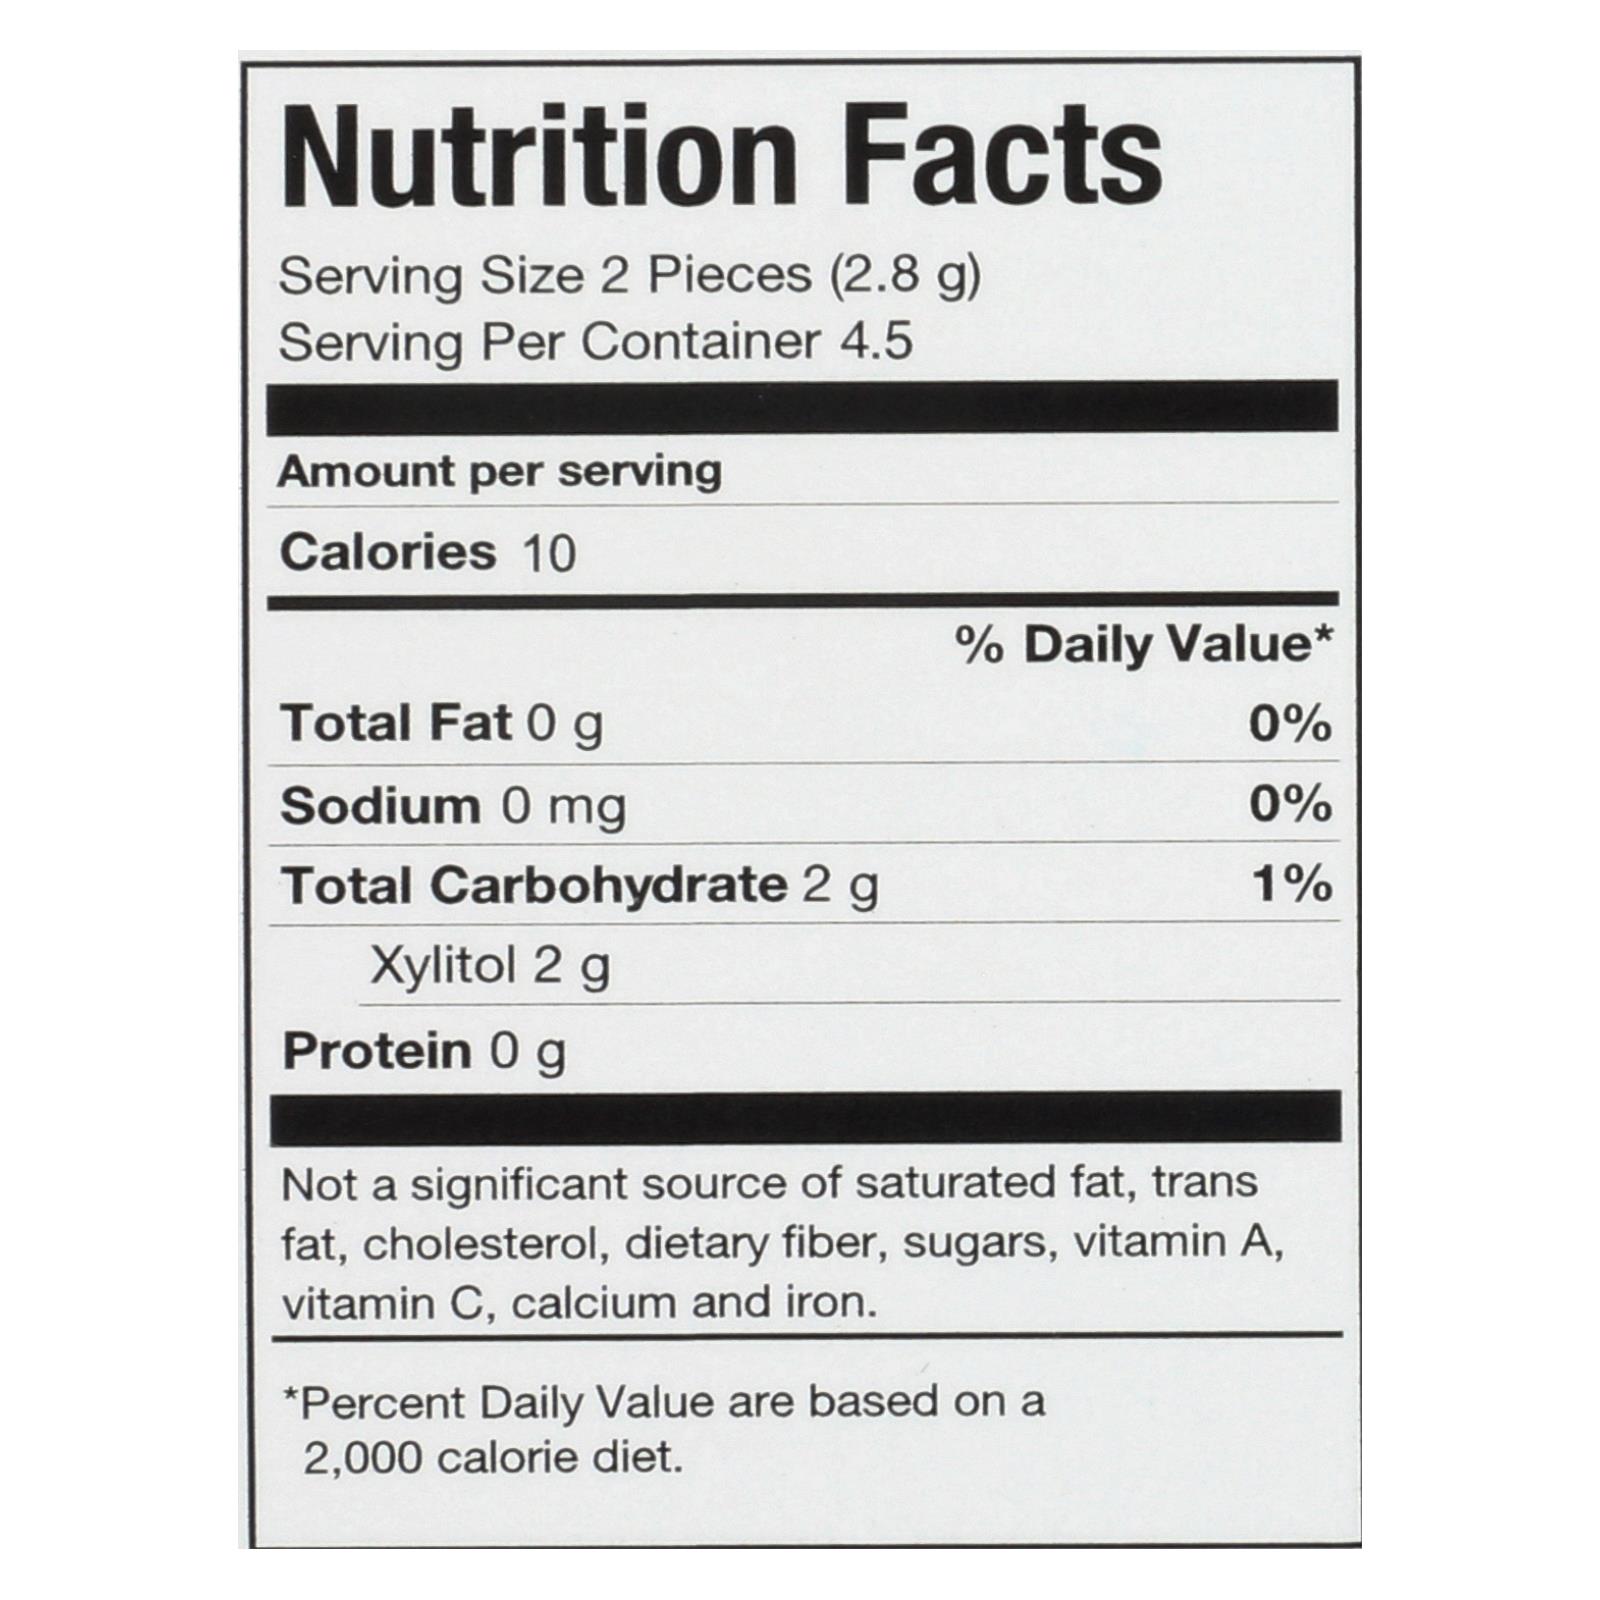 Nutrition Facts
Serving Size 2 Pieces (2.8 g)
Serving Per Container 4.5
Amount per serving
Calories 10
% Daily Value*
Total Fat 0 g 0%
Sodium 0 mg 0%
Total Carbohydrate 2 g 1%
Xylitol 2 g
Protein 0 g
Not a significant source of saturated fat, trans
fat, cholesterol, dietary fiber, sugars, vitamin A,
vitamin C, calcium and iron.
*Percent Daily Value are based on a
2,000 calorie diet.